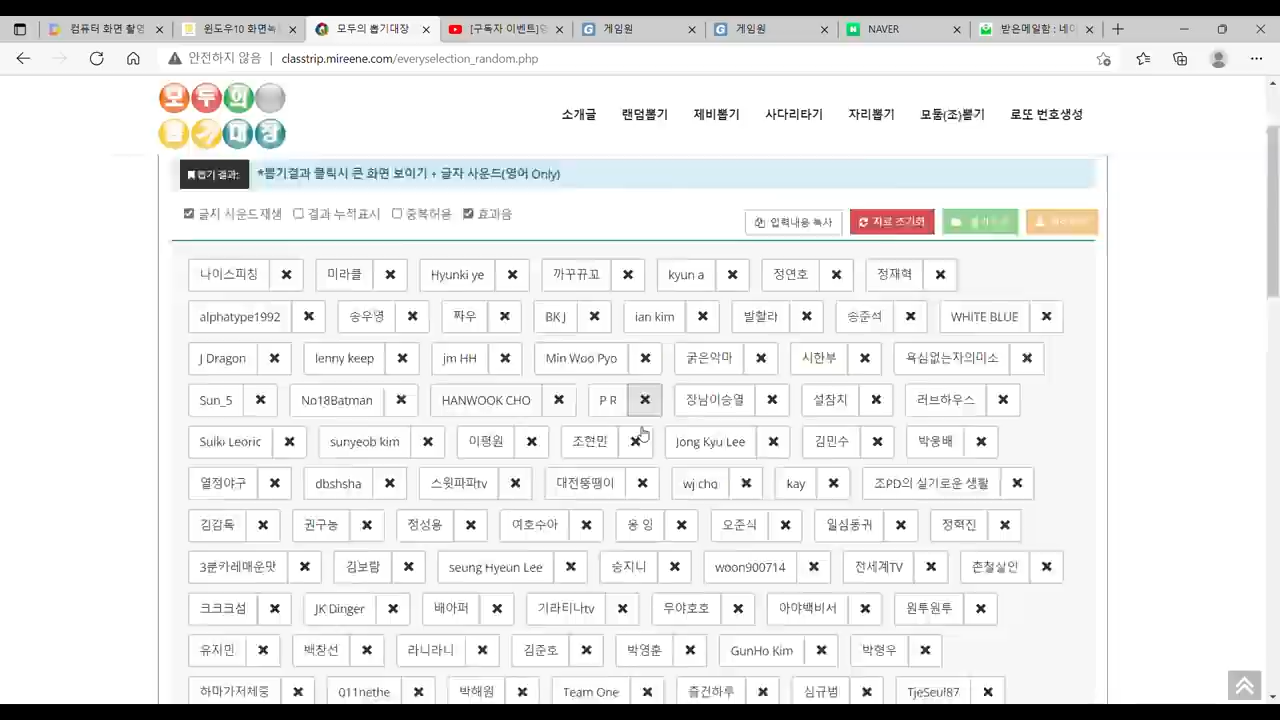 컴퓨터 화면 촬영 윈도우10 화면녹 모두의 뽑기대장 [구독자 이벤트] 게임원 게임원 NAVER 받은메일함 : 네이
안전하지 않음 | classtrip.mireene.com/everyselection_random.php
모두의
뽑기대장
소개글 랜덤뽑기 제비뽑기 사다리타기 자리뽑기 모둠(조)뽑기 로또 번호생성
뽑기 결과: *뽑기결과 클릭시 큰 화면 보이기 + 글자 사운드(영어 Only)
글자 사운드재생 결과 누적표시 중복허용 효과음 입력내용 복사 자료 초기화
나이스피칭 미라클 Hyunki ye 까꾸뀨꼬 kyun a 정연호 정재혁
alphatype1992 송우영 짜우 BK J ian kim 발촬라 송준석 WHITE BLUE
J Dragon lenny keep jm HH Min Woo Pyo 굵은악마 시한부 욕심없는자의미소
Sun_5 No18Batman HANWOOK CHO P R 장남이승열 설참치 러브하우스
Suiki Leoric sunyeob kim 이평원 조현민 Jong Kyu Lee 김민수 박웅배
열정야구 dbshsha 스윗파파tv 대전뚱땡이 wj cho kay 조PD의 슬기로운 생활
김감독 권구농 정성용 여호수아 웅 잉 오준식 일심동귀 정혁진
3분카레매운맛 김보람 seung Hyeun Lee 승지니 woon900714 전세계TV 촌철살인
크크크섬 JK Dinger 배아퍼 기라티나tv 무야호호 아야백비서 원투원투
유지민 백창선 라니라니 김준호 박영훈 GunHo Kim 박형우
하마가저체중 011nethe 박해원 Team One 즐건하루 심규범 TjeSeul87